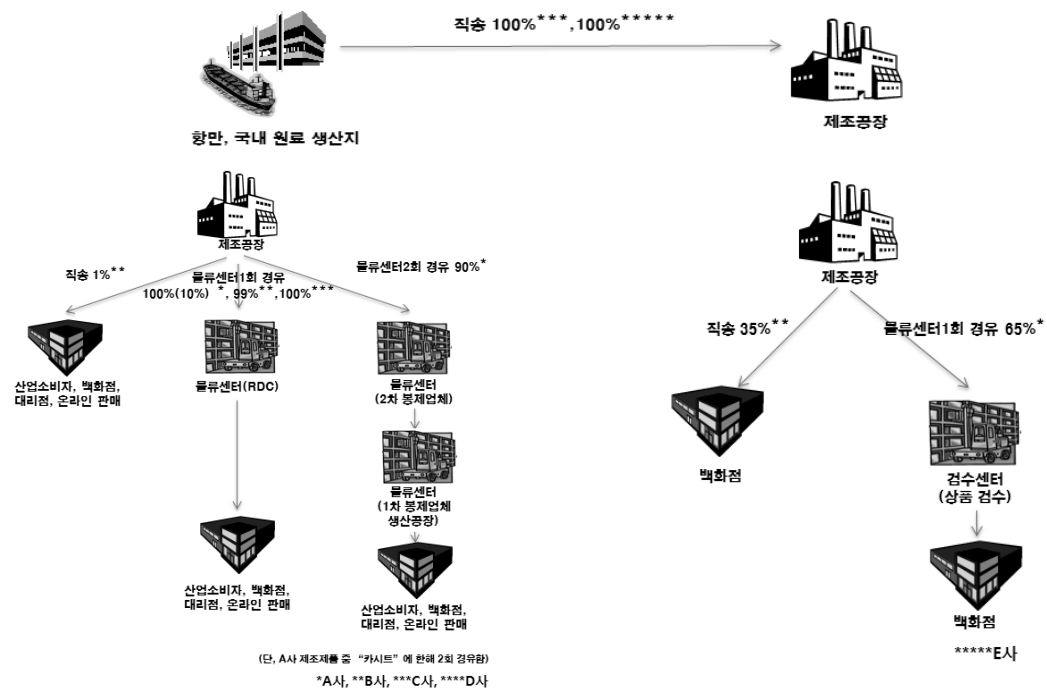 직송 100%***,100%*****
항만, 국내 원료 생산지
제조공장
제조공장
직송 1%**
물류센터1회 경유
100%(10%) *, 99%**,100%***
물류센터2회 경유 90%*
산업소비자, 백화점,
대리점, 온라인 판매
물류센터(RDC)
물류센터
(2차 봉제업체)
물류센터
(1차 봉제업체
생산공장)
산업소비자, 백화점,
대리점, 온라인 판매
산업소비자, 백화점,
대리점, 온라인 판매
(단, A사 제조제품 중 “카시트”에 한해 2회 경유함)
*A사, **B사, ***C사, ****D사
제조공장
직송 35%**
물류센터1회 경유 65%*
백화점
검수센터
(상품 검수)
백화점
*****E사